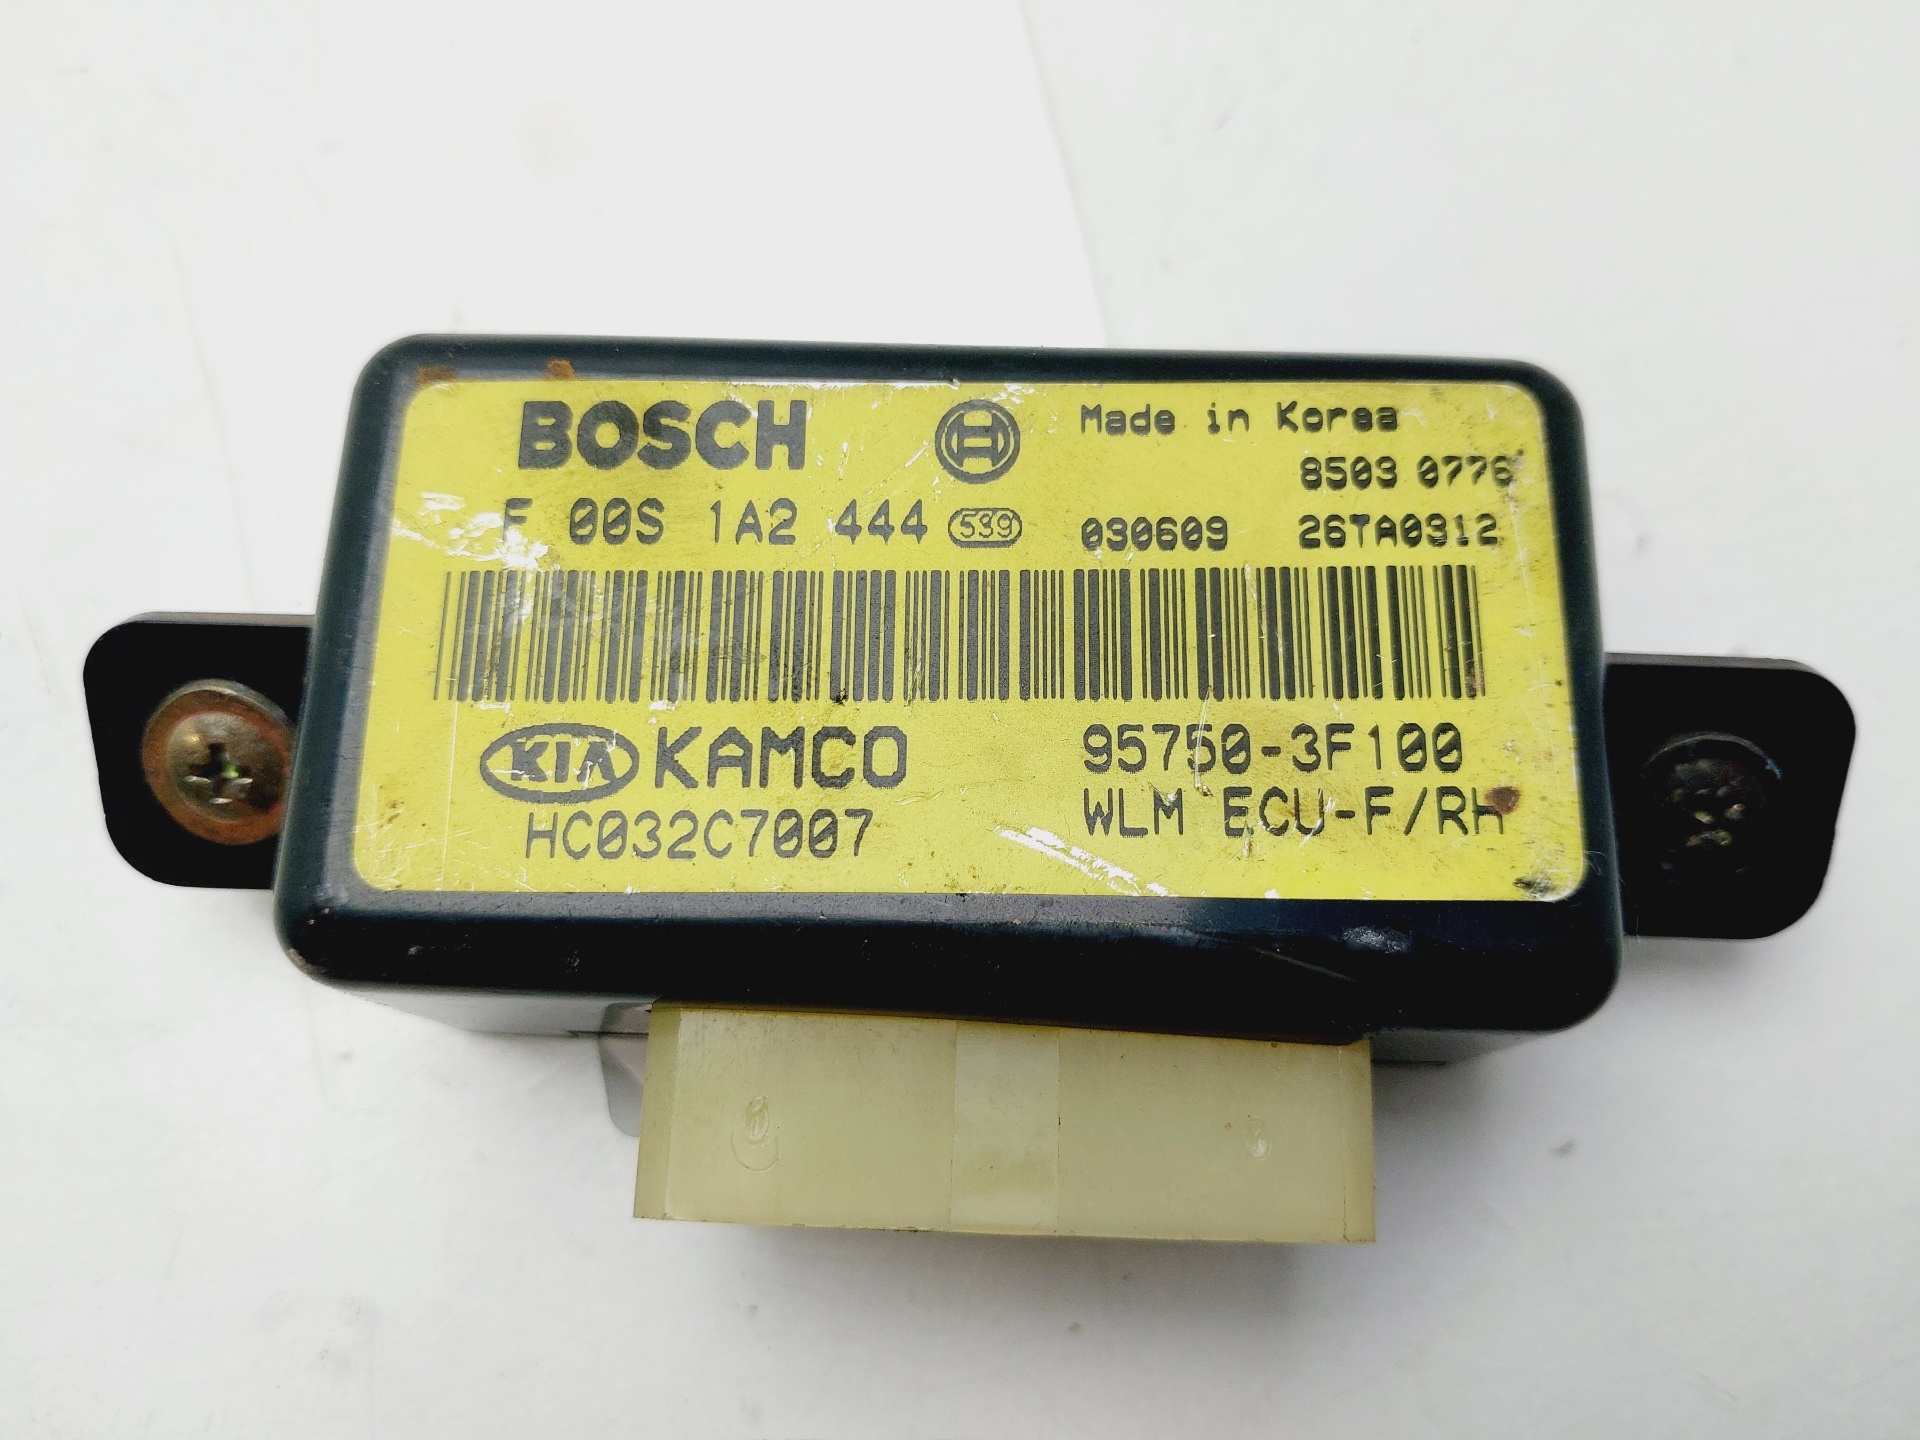 BOSCH
Made in Korea
8503 0776
F 00S 1A2 444 539
030609 26TA0312
KIA KAMCO
95750-3F100
HC032C7007
WLM ECU-F/RH